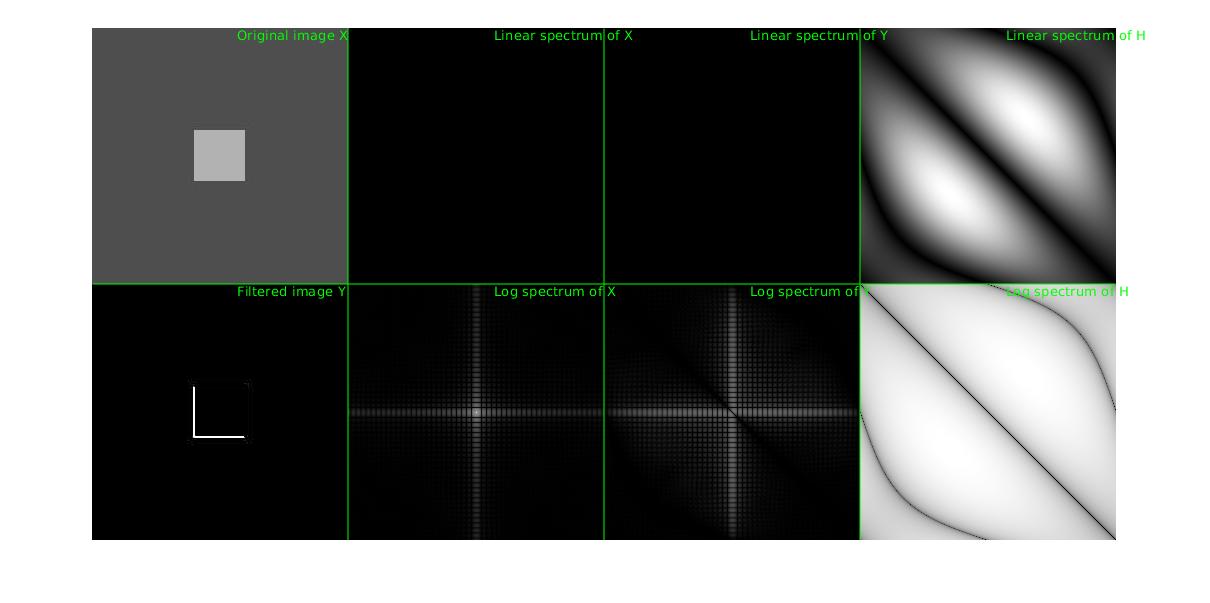 Original image X
Linear spectrum of X
Linear spectrum of Y
Linear spectrum of H
Filtered image Y
Log spectrum of X
Log spectrum of Y
Log spectrum of H